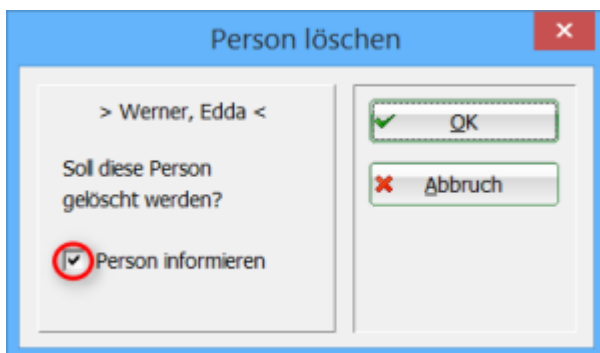 Person löschen
> Werner, Edda <
Soll diese Person
gelöscht werden?
Person informieren
OK
Abbruch